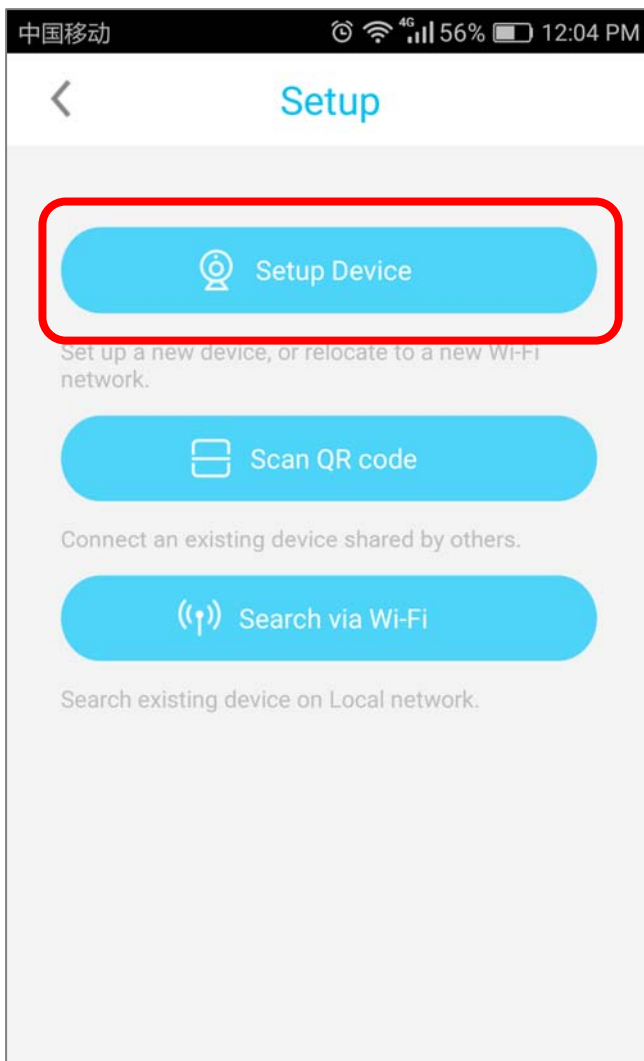 中国移动 4G 56% 12:04 PM
Setup
Setup Device
Set up a new device, or relocate to a new Wi-Fi
network.
Scan QR code
Connect an existing device shared by others.
Search via Wi-Fi
Search existing device on Local network.